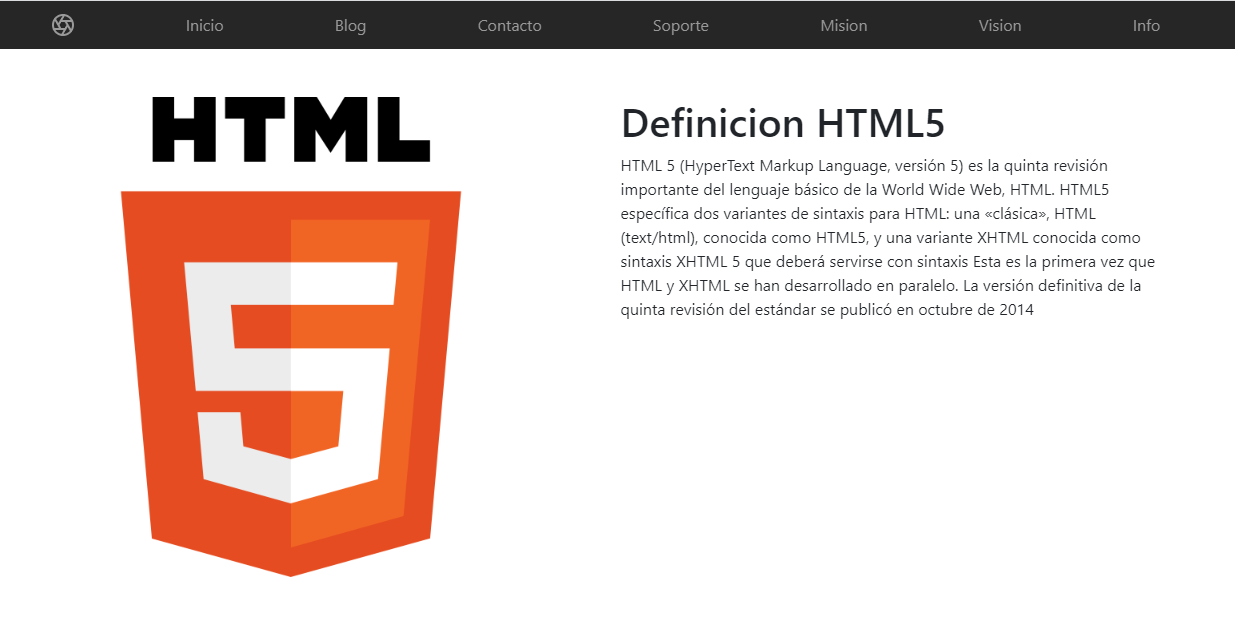 Inicio Blog Contacto Soporte Mision Vision Info
HTML
5
Definicion HTML5
HTML 5 (HyperText Markup Language, versión 5) es la quinta revisión
importante del lenguaje básico de la World Wide Web, HTML. HTML5
específica dos variantes de sintaxis para HTML: una «clásica», HTML
(text/html), conocida como HTML5, y una variante XHTML conocida como
sintaxis XHTML 5 que deberá servirse con sintaxis Esta es la primera vez que
HTML y XHTML se han desarrollado en paralelo. La versión definitiva de la
quinta revisión del estándar se publicó en octubre de 2014